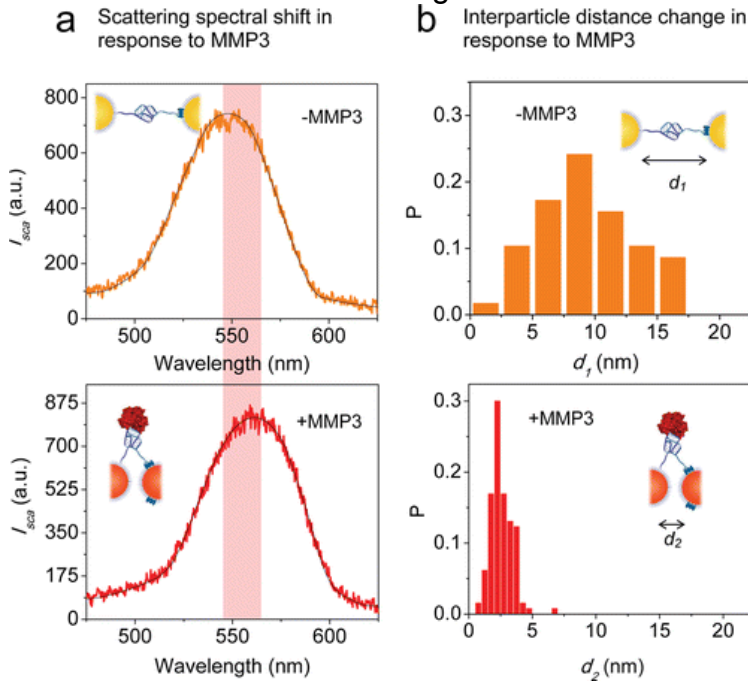 a Scattering spectral shift in
response to MMP3
800
600
400
200
0
I_sca (a.u.)
-MMP3
500
550
600
Wavelength (nm)
875
700
525
350
175
0
I_sca (a.u.)
+MMP3
500
550
600
Wavelength (nm)
b Interparticle distance change in
response to MMP3
0.3
0.2
0.1
0.0
P
-MMP3
d1
0
5
10
15
20
d1 (nm)
0.3
0.2
0.1
0.0
P
+MMP3
d2
0
5
10
15
20
d2 (nm)